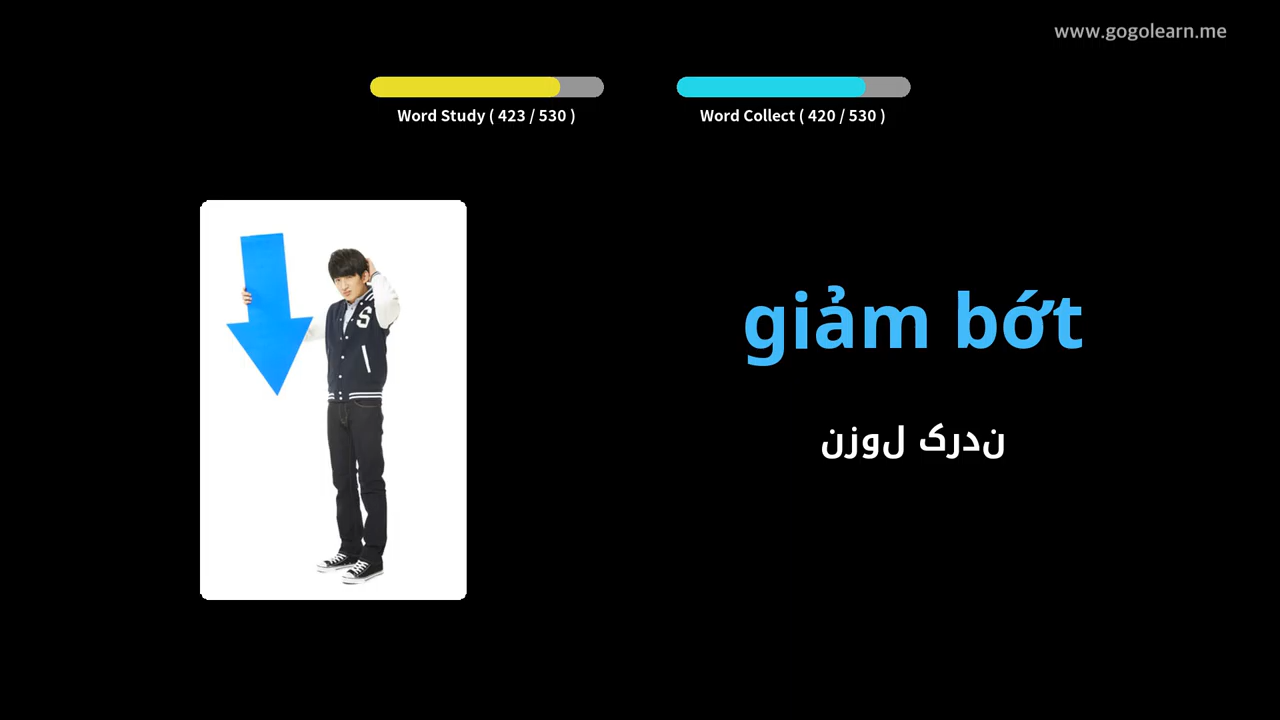 www.gogolearn.me
Word Study ( 423 / 530 )
Word Collect ( 420 / 530 )
giảm bớt
ندرک لوزن